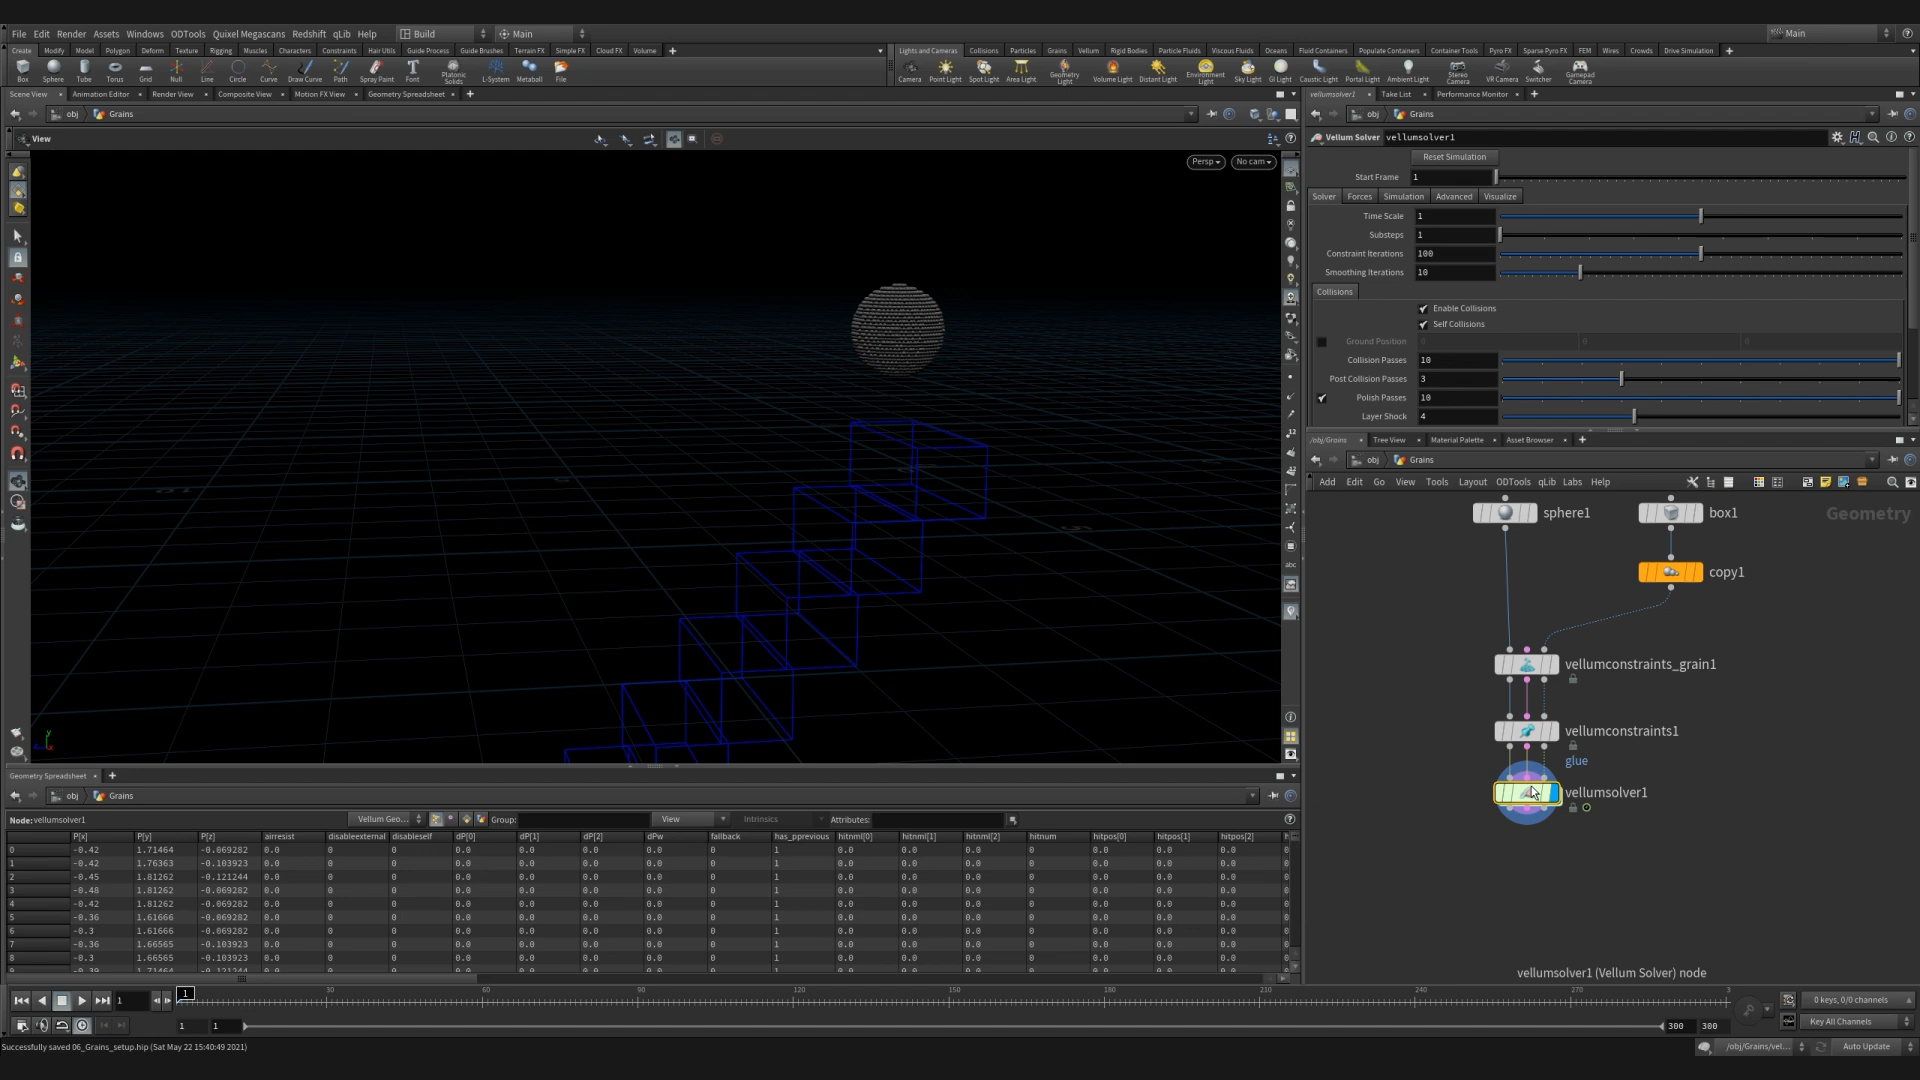 File Edit Render Assets Windows ODTools Quixel Megascans Redshift qLib Help Build Main Main
Create Modify Model Polygon Deform Texture Rigging Muscles Characters Constraints Hair Utils Guide Process Guide Brushes Terrain FX Simple FX Cloud FX Volume
Lights and Cameras Collisions Particles Grains Vellum Rigid Bodies Particle Fluids Viscous Fluids Oceans Fluid Containers Populate Containers Container Tools Pyro FX Sparse Pyro FX FEM Wires Crowds Drive Simulation
Box Sphere Tube Torus Grid Null Line Circle Curve Draw Curve Path Spray Paint Font Platonic Solids L-System Metaball File
Camera Point Light Spot Light Area Light Geometry Light Volume Light Distant Light Environment Light Sky Light GI Light Caustic Light Portal Light Ambient Light Stereo Camera VR Camera Switcher Gamepad Camera
Scene View Animation Editor Render View Composite View Motion FX View Geometry Spreadsheet
vellumsolver1 Take List Performance Monitor
obj Grains
obj Grains
View
Persp No cam
Vellum Solver vellumsolver1
Reset Simulation
Start Frame 1
Solver Forces Simulation Advanced Visualize
Time Scale 1
Substeps 1
Constraint Iterations 100
Smoothing Iterations 10
Collisions
Enable Collisions
Self Collisions
Ground Position 0 0 0
Collision Passes 10
Post Collision Passes 3
Polish Passes 10
Layer Shock 4
/obj/Grains Tree View Material Palette Asset Browser
obj Grains
Add Edit Go View Tools Layout ODTools qLib Labs Help
Geometry
sphere1
box1
copy1
vellumconstraints_grain1
vellumconstraints1
glue
vellumsolver1
vellumsolver1 (Vellum Solver) node
Geometry Spreadsheet
obj Grains
Node:vellumsolver1 Vellum Geo... Group: View Intrinsics Attributes:
P[x] P[y] P[z] airresist disableexternal disableself dP[0] dP[1] dP[2] dPw fallback has_pprevious hitnml[0] hitnml[1] hitnml[2] hitnum hitpos[0] hitpos[1] hitpos[2]
0 -0.42 1.71464 -0.069282 0.0 0 0 0.0 0.0 0.0 0.0 0 1 0.0 0.0 0.0 0 0.0 0.0 0.0 0
1 -0.42 1.76363 -0.103923 0.0 0 0 0.0 0.0 0.0 0.0 0 1 0.0 0.0 0.0 0 0.0 0.0 0.0 0
2 -0.45 1.81262 -0.121244 0.0 0 0 0.0 0.0 0.0 0.0 0 1 0.0 0.0 0.0 0 0.0 0.0 0.0 0
3 -0.48 1.81262 -0.069282 0.0 0 0 0.0 0.0 0.0 0.0 0 1 0.0 0.0 0.0 0 0.0 0.0 0.0 0
4 -0.42 1.81262 -0.069282 0.0 0 0 0.0 0.0 0.0 0.0 0 1 0.0 0.0 0.0 0 0.0 0.0 0.0 0
5 -0.36 1.61666 -0.069282 0.0 0 0 0.0 0.0 0.0 0.0 0 1 0.0 0.0 0.0 0 0.0 0.0 0.0 0
6 -0.3 1.61666 -0.069282 0.0 0 0 0.0 0.0 0.0 0.0 0 1 0.0 0.0 0.0 0 0.0 0.0 0.0 0
7 -0.36 1.66565 -0.103923 0.0 0 0 0.0 0.0 0.0 0.0 0 1 0.0 0.0 0.0 0 0.0 0.0 0.0 0
8 -0.3 1.66565 -0.103923 0.0 0 0 0.0 0.0 0.0 0.0 0 1 0.0 0.0 0.0 0 0.0 0.0 0.0 0
1 1 30 60 90 120 150 180 210 240 270
0 keys, 0/0 channels
1 1 300 300
Key All Channels
Successfully saved 06_Grains_setup.hip (Sat May 22 15:40:49 2021)
/obj/Grains/vel... Auto Update